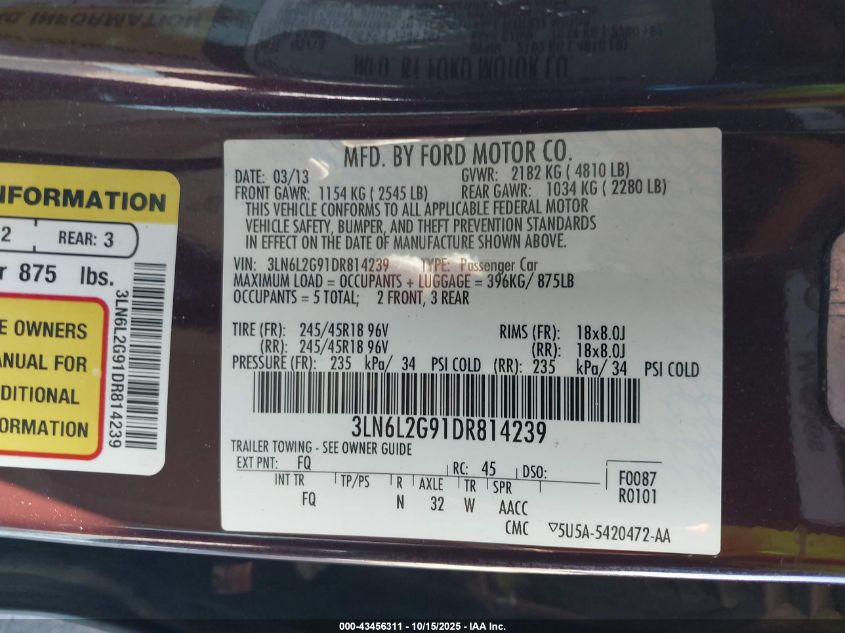 MFD. BY FORD MOTOR CO.
DATE: 03/13 GVWR: 2182 KG ( 4810 LB)
FRONT GAWR: 1154 KG ( 2545 LB) REAR GAWR: 1034 KG ( 2280 LB)
THIS VEHICLE CONFORMS TO ALL APPLICABLE FEDERAL MOTOR
VEHICLE SAFETY, BUMPER, AND THEFT PREVENTION STANDARDS
IN EFFECT ON THE DATE OF MANUFACTURE SHOWN ABOVE.
VIN: 3LN6L2G91DR814239 TYPE: Passenger Car
MAXIMUM LOAD = OCCUPANTS + LUGGAGE = 396KG/ 875LB
OCCUPANTS = 5 TOTAL; 2 FRONT, 3 REAR
TIRE (FR): 245/45R18 96V RIMS (FR): 18x8.0J
(RR): 245/45R18 96V (RR): 18x8.0J
PRESSURE (FR): 235 kPa/ 34 PSI COLD (RR): 235 kPa/ 34 PSI COLD
3LN6L2G91DR814239
TRAILER TOWING - SEE OWNER GUIDE
EXT PNT: FQ RC: 45 DSO:
INT TR TP/PS R AXLE TR SPR
FQ N 32 W AACC
CMC
F0087
R0101
5U5A-5420472-AA
INFORMATION
2 REAR: 3
r 875 lbs.
E OWNERS
MANUAL FOR
DITIONAL
ORMATION
3LN6L2G91DR814239
000-43456311 - 10/15/2025 - IAA Inc.